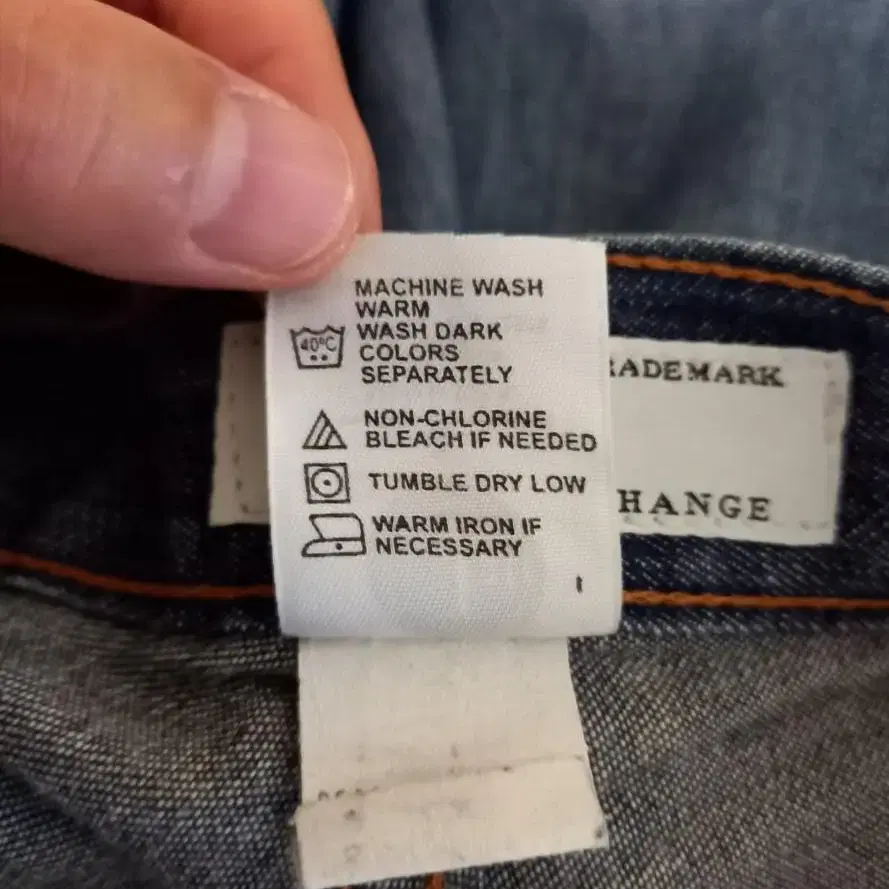 MACHINE WASH
WARM
WASH DARK
COLORS
SEPARATELY
40°C
NON-CHLORINE
BLEACH IF NEEDED
TUMBLE DRY LOW
WARM IRON IF
NECESSARY
RADEMARK
HANGE